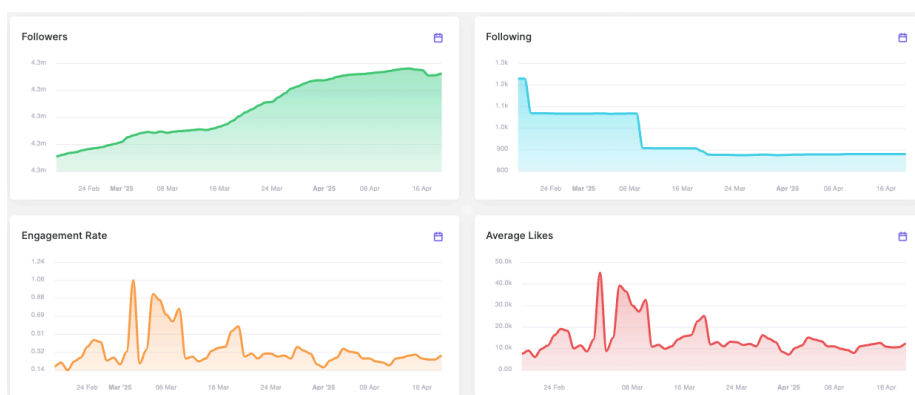 Followers
4.3m
4.3m
4.3m
4.3m
4.3m
24 Feb Mar '25 08 Mar 16 Mar 24 Mar Apr '25 08 Apr 16 Apr
Following
1.3k
1.2k
1.1k
1.0k
900
800
24 Feb Mar '25 08 Mar 16 Mar 24 Mar Apr '25 08 Apr 16 Apr
Engagement Rate
1.24
1.06
0.88
0.69
0.51
0.32
0.14
24 Feb Mar '25 08 Mar 16 Mar 24 Mar Apr '25 08 Apr 16 Apr
Average Likes
50.0k
40.0k
30.0k
20.0k
10.0k
0.00
24 Feb 08 Mar 16 Mar 24 Mar Apr '25 08 Apr 16 Apr